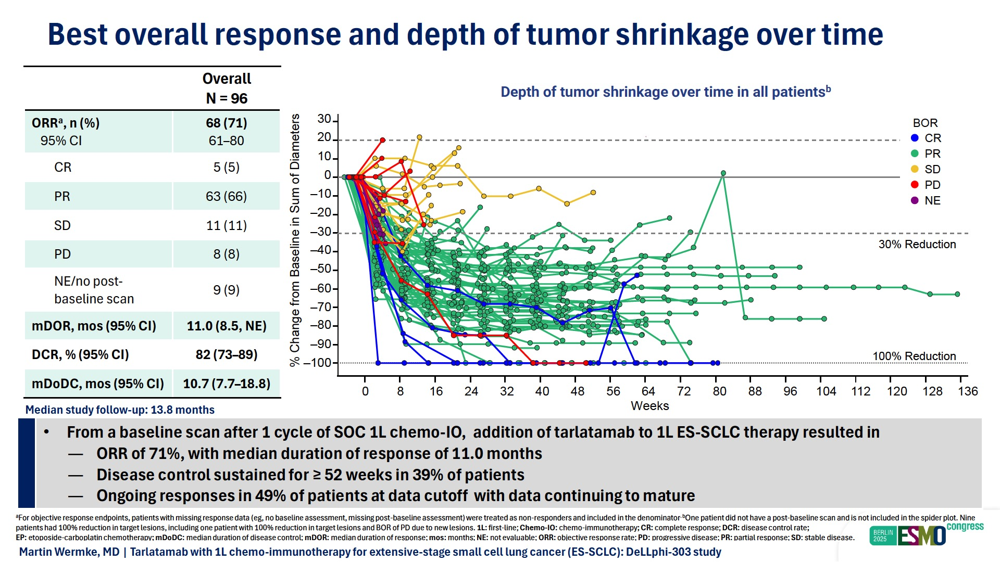 Best overall response and depth of tumor shrinkage over time
Overall
N = 96
ORRᵃ, n (%) 68 (71)
95% CI 61–80
CR 5 (5)
PR 63 (66)
SD 11 (11)
PD 8 (8)
NE/no post-
baseline scan 9 (9)
mDOR, mos (95% CI) 11.0 (8.5, NE)
DCR, % (95% CI) 82 (73–89)
mDoDC, mos (95% CI) 10.7 (7.7–18.8)
Median study follow-up: 13.8 months
Depth of tumor shrinkage over time in all patientsᵇ
% Change from Baseline in Sum of Diameters
30
20
10
0
–10
–20
–30
–40
–50
–60
–70
–80
–90
–100
BOR
CR
PR
SD
PD
NE
30% Reduction
100% Reduction
0 8 16 24 32 40 48 56 64 72 80 88 96 104 112 120 128 136
Weeks
• From a baseline scan after 1 cycle of SOC 1L chemo-IO, addition of tarlatamab to 1L ES-SCLC therapy resulted in
— ORR of 71%, with median duration of response of 11.0 months
— Disease control sustained for ≥ 52 weeks in 39% of patients
— Ongoing responses in 49% of patients at data cutoff with data continuing to mature
ᵃFor objective response endpoints, patients with missing response data (eg, no baseline assessment, missing post-baseline assessment) were treated as non-responders and included in the denominator.ᵇOne patient did not have a post-baseline scan and is not included in the spider plot. Nine
patients had 100% reduction in target lesions, including one patient with 100% reduction in target lesions and BOR of PD due to new lesions. 1L: first-line; Chemo-IO: chemo-immunotherapy; CR: complete response; DCR: disease control rate;
EP: etoposide-carboplatin chemotherapy; mDoDC: median duration of disease control; mDOR: median duration of response; mos: months; NE: not evaluable; ORR: objective response rate; PD: progressive disease; PR: partial response; SD: stable disease.
Martin Wermke, MD | Tarlatamab with 1L chemo-immunotherapy for extensive-stage small cell lung cancer (ES-SCLC): DeLLphi-303 study
BERLIN
2025
ESMO
congress